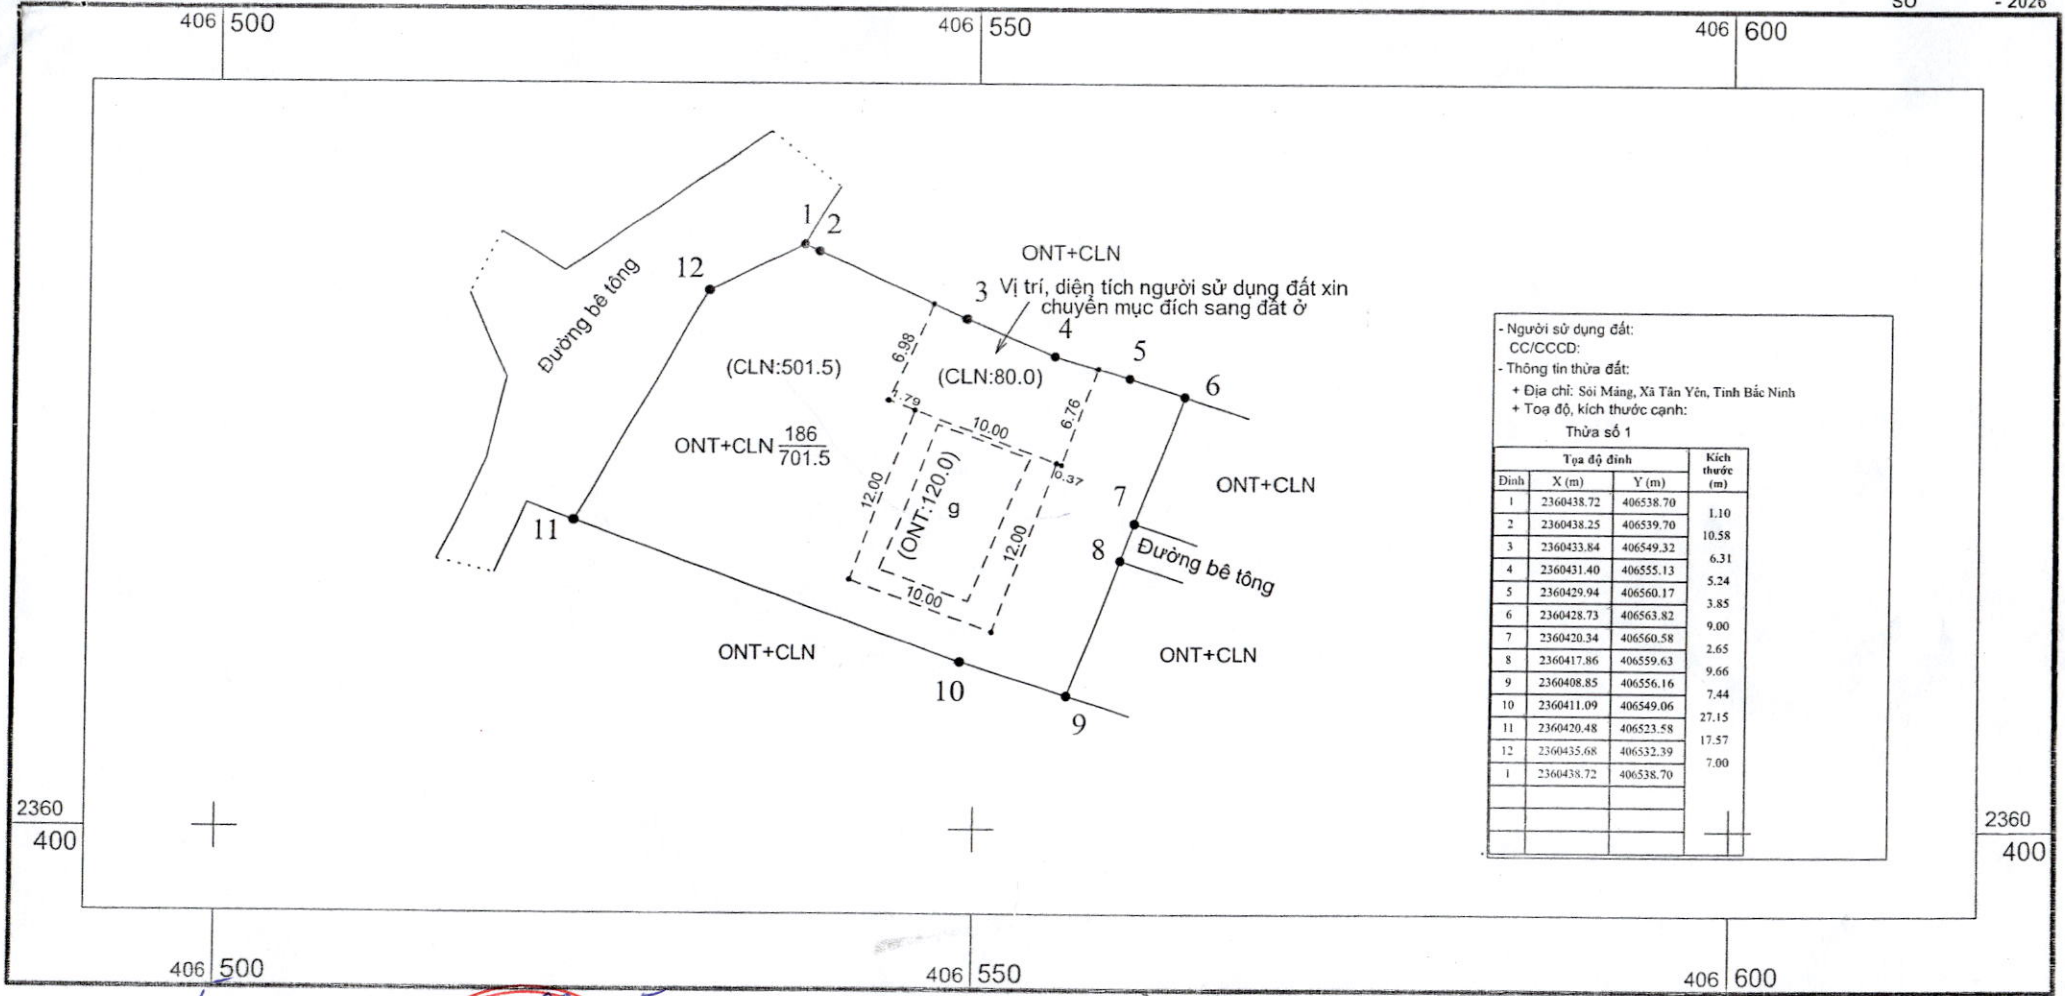 SỐ - 2026
406 500
406 550
406 600
1
2
12
ONT+CLN
3
Vị trí, diện tích người sử dụng đất xin
chuyển mục đích sang đất ở
4
5
6
Đường bê tông
6.98
(CLN:501.5)
(CLN:80.0)
1.79
10.00
6.76
ONT+CLN 186
701.5
0.37
ONT+CLN
12.00
(ONT:120.0)
g
7
11
12.00
8
Đường bê tông
10.00
ONT+CLN
ONT+CLN
10
9
- Người sử dụng đất:
CC/CCCD:
- Thông tin thửa đất:
+ Địa chỉ: Sỏi Máng, Xã Tân Yên, Tỉnh Bắc Ninh
+ Toạ độ, kích thước cạnh:
Thửa số 1
Tọa độ đỉnh Kích thước (m)
Đỉnh X (m) Y (m)
1 2360438.72 406538.70
1.10
2 2360438.25 406539.70
10.58
3 2360433.84 406549.32
6.31
4 2360431.40 406555.13
5.24
5 2360429.94 406560.17
3.85
6 2360428.73 406563.82
9.00
7 2360420.34 406560.58
2.65
8 2360417.86 406559.63
9.66
9 2360408.85 406556.16
7.44
10 2360411.09 406549.06
27.15
11 2360420.48 406523.58
17.57
12 2360435.68 406532.39
7.00
1 2360438.72 406538.70
2360
400
2360
400
406 500
406 550
406 600